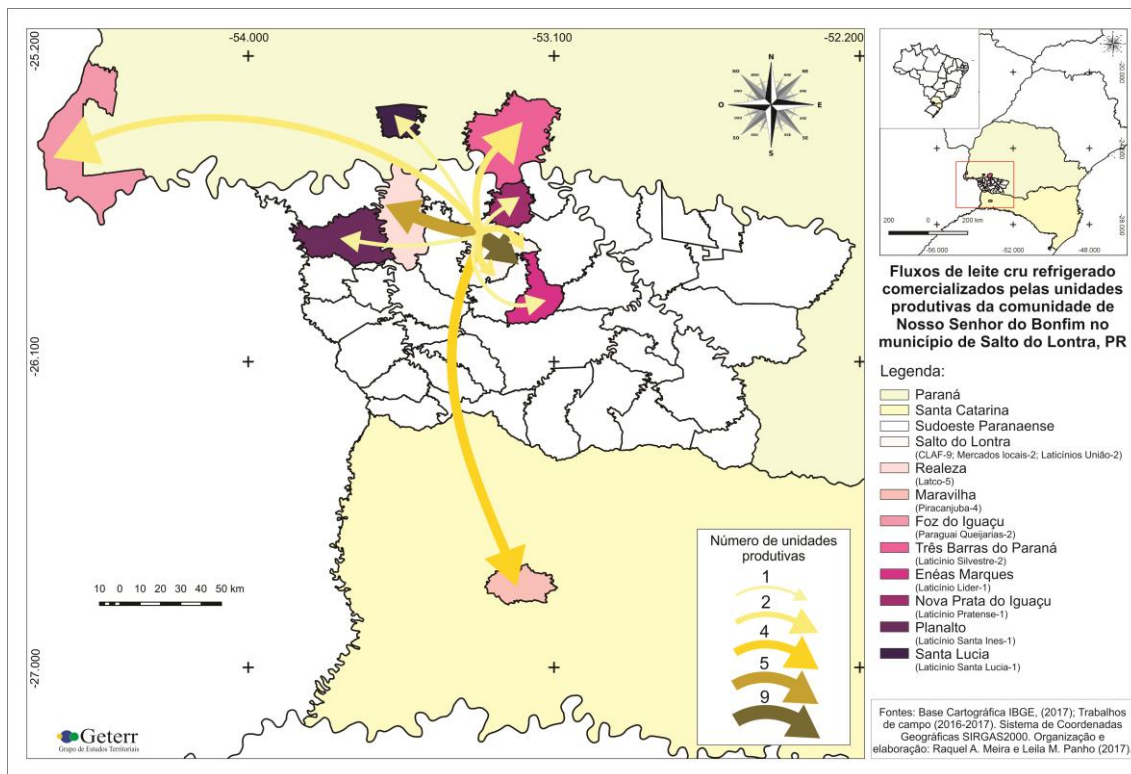 -54.000
-53.100
-52.200
-25.200
-26.100
-27.000
N
NO
NE
O
E
SO
SE
S
10 0 10 20 30 40 50 km
Geterr
Grupo de Estudos Territoriais
Número de unidades
produtivas
1
2
4
5
9
-20.000
-28.000
200 0 200 km
-56.000
-52.000
-48.000
Fluxos de leite cru refrigerado
comercializados pelas unidades
produtivas da comunidade de
Nosso Senhor do Bonfim no
município de Salto do Lontra, PR
Legenda:
Paraná
Santa Catarina
Sudoeste Paranaense
Salto do Lontra
(CLAF-9; Mercados locais-2; Laticínios União-2)
Realeza
(Latco-5)
Maravilha
(Piracanjuba-4)
Foz do Iguaçu
(Paraguai Queijarias-2)
Três Barras do Paraná
(Laticínio Silvestre-2)
Enéas Marques
(Laticínio Lider-1)
Nova Prata do Iguaçu
(Laticínio Pratense-1)
Planalto
(Laticínio Santa Ines-1)
Santa Lucia
(Laticínio Santa Lucia-1)
Fontes: Base Cartográfica IBGE, (2017); Trabalhos
de campo (2016-2017). Sistema de Coordenadas
Geográficas SIRGAS2000. Organização e
elaboração: Raquel A. Meira e Leila M. Panho (2017).